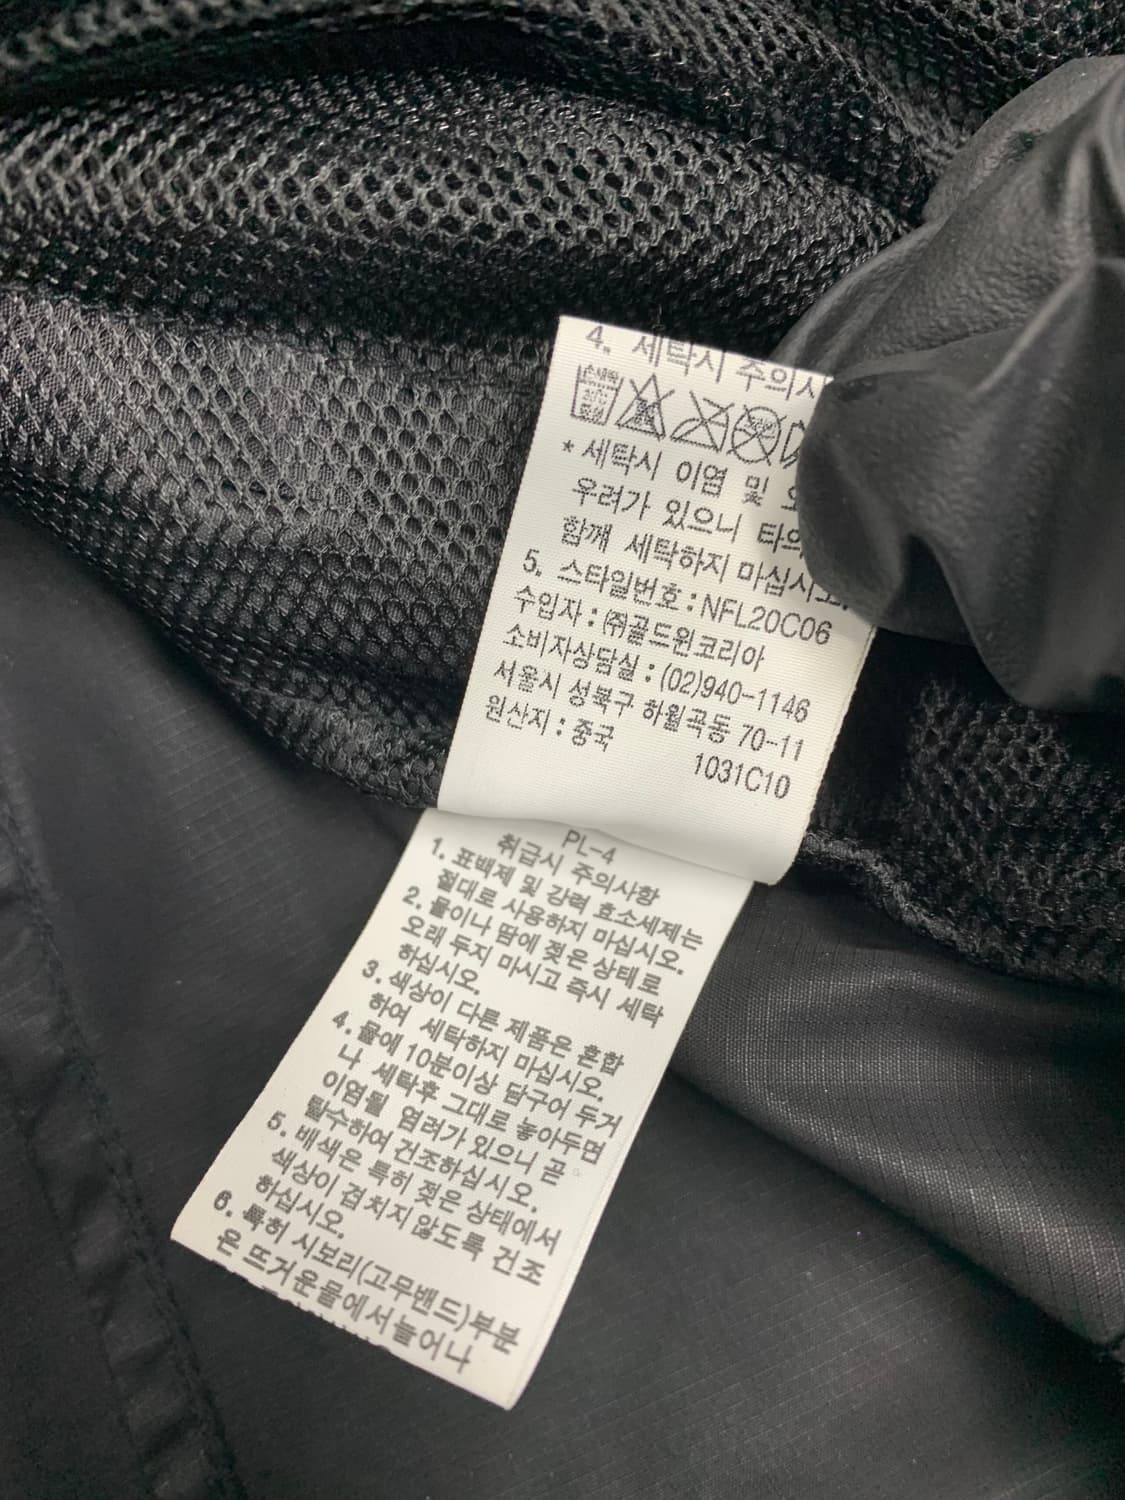 4. 세탁시 주의사
손세탁
30℃
중성
* 세탁시 이염 및
우려가 있으니 타의
함께 세탁하지 마십시오.
5. 스타일번호 : NFL20C06
수입자 : ㈜골드윈코리아
소비자상담실 : (02)940-1146
서울시 성북구 하월곡동 70-11
원산지 : 중국
1031C10
PL-4
취급시 주의사항
1. 표백제 및 강력 효소세제는
절대로 사용하지 마십시오.
2. 물이나 땀에 젖은 상태로
오래 두지 마시고 즉시 세탁
하십시오.
3. 색상이 다른 제품은 혼합
하여 세탁하지 마십시오.
4. 물에 10분이상 담구어 두거
나 세탁후 그대로 놓아두면
이염될 염려가 있으니 곧
탈수하여 건조하십시오.
5. 배색은 특히 젖은 상태에서
색상이 겹치지 않도록 건조
하십시오.
6. 특히 시보리(고무밴드)부분
은 뜨거운물에서 늘어나